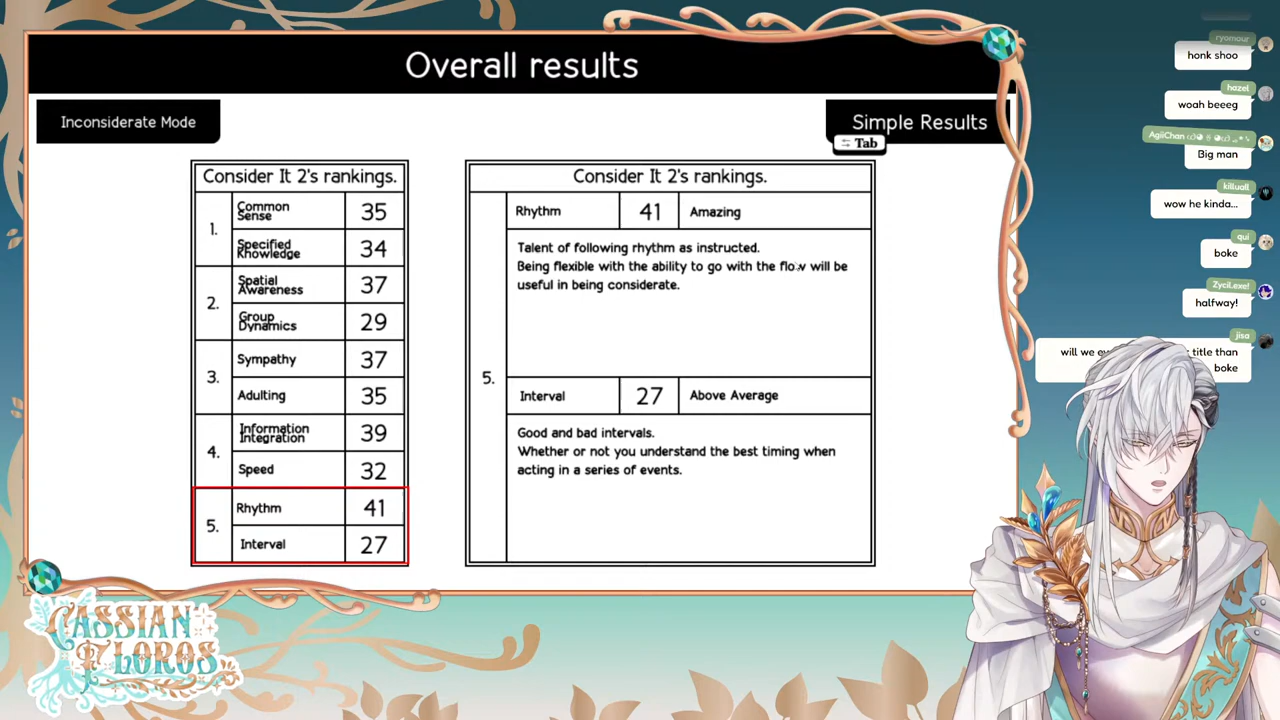 Overall results
Inconsiderate Mode
Simple Results
Tab
Consider It 2's rankings.
1.
Common Sense
35
Specified Knowledge
34
2.
Spatial Awareness
37
Group Dynamics
29
3.
Sympathy
37
Adulting
35
4.
Information Integration
39
Speed
32
5.
Rhythm
41
Interval
27
Consider It 2's rankings.
5.
Rhythm
41
Amazing
Talent of following rhythm as instructed.
Being flexible with the ability to go with the flow will be
useful in being considerate.
Interval
27
Above Average
Good and bad intervals.
Whether or not you understand the best timing when
acting in a series of events.
ryomour
honk shoo
hazel
woah beeeg
AgiiChan
Big man
killuall
wow he kinda...
qui
boke
Zycil.exe!
halfway!
jisa
will we
title than
boke
CASSIAN
FLOROS